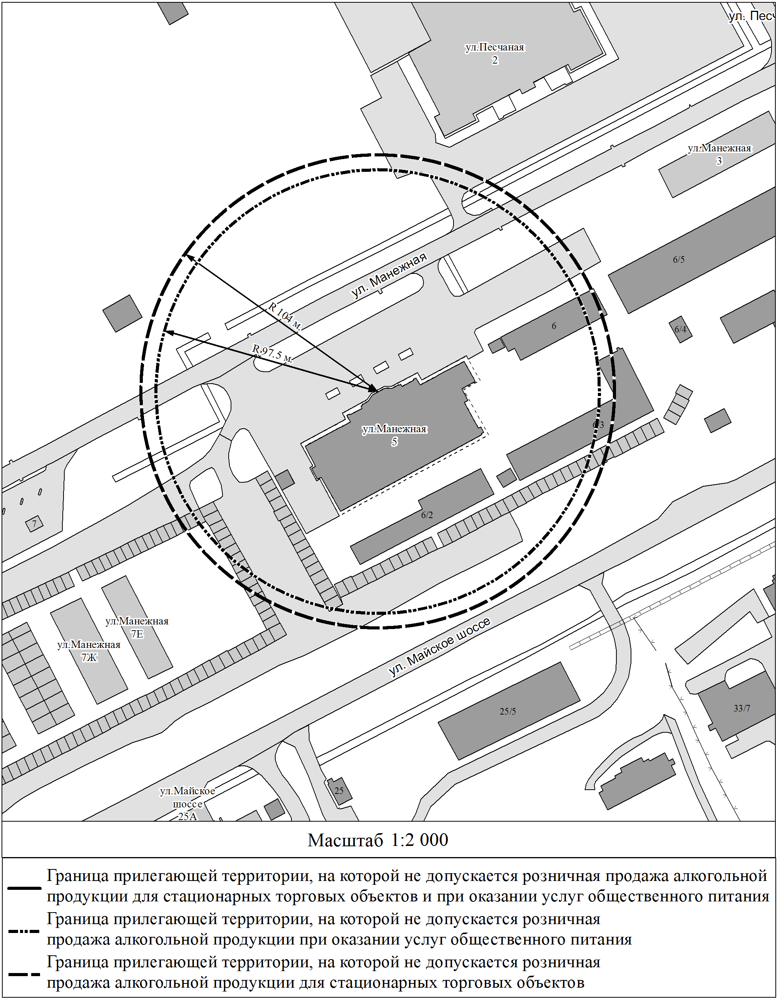 ул. Песч
ул.Песчаная
2
ул.Манежная
3
6/5
ул. Манежная
R 104 м.
6
6/4
R 97.5 м.
6/3
ул.Манежная
5
6/2
7
ул.Манежная
7Е
ул.Манежная
7Ж
ул. Майское шоссе
25/5
33/7
25
ул.Майское
шоссе
25А
Масштаб 1:2 000
Граница прилегающей территории, на которой не допускается розничная продажа алкогольной
продукции для стационарных торговых объектов и при оказании услуг общественного питания
Граница прилегающей территории, на которой не допускается розничная
продажа алкогольной продукции при оказании услуг общественного питания
Граница прилегающей территории, на которой не допускается розничная
продажа алкогольной продукции для стационарных торговых объектов